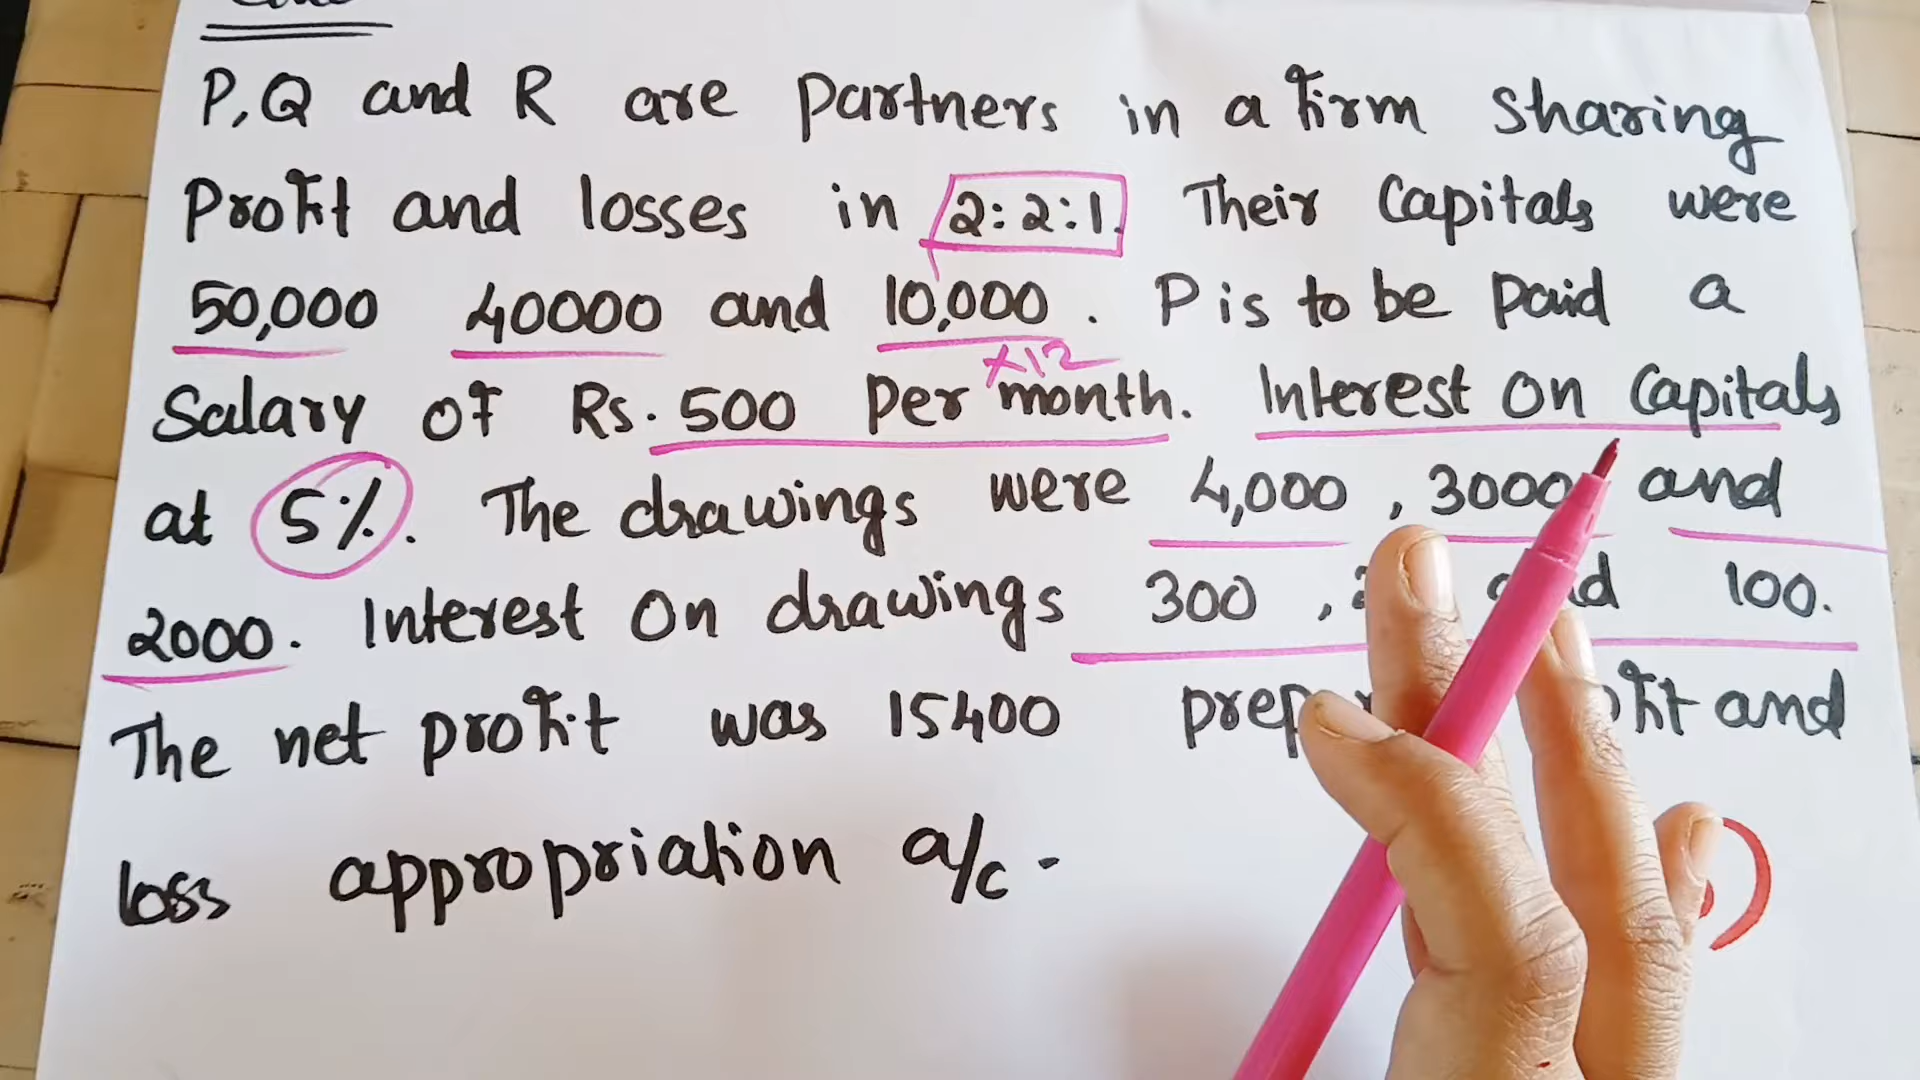 P,Q and R are partners in a firm sharing
Profit and losses in 2:2:1. Their Capitals were
50,000 40000 and 10,000. P is to be paid a
×12
Salary of Rs. 500 Per month. Interest on Capitals
at 5%. The drawings were 4,000, 3000 and
2000. Interest on drawings 300, and 100.
The net profit was 15400 and
loss appropriation a/c.